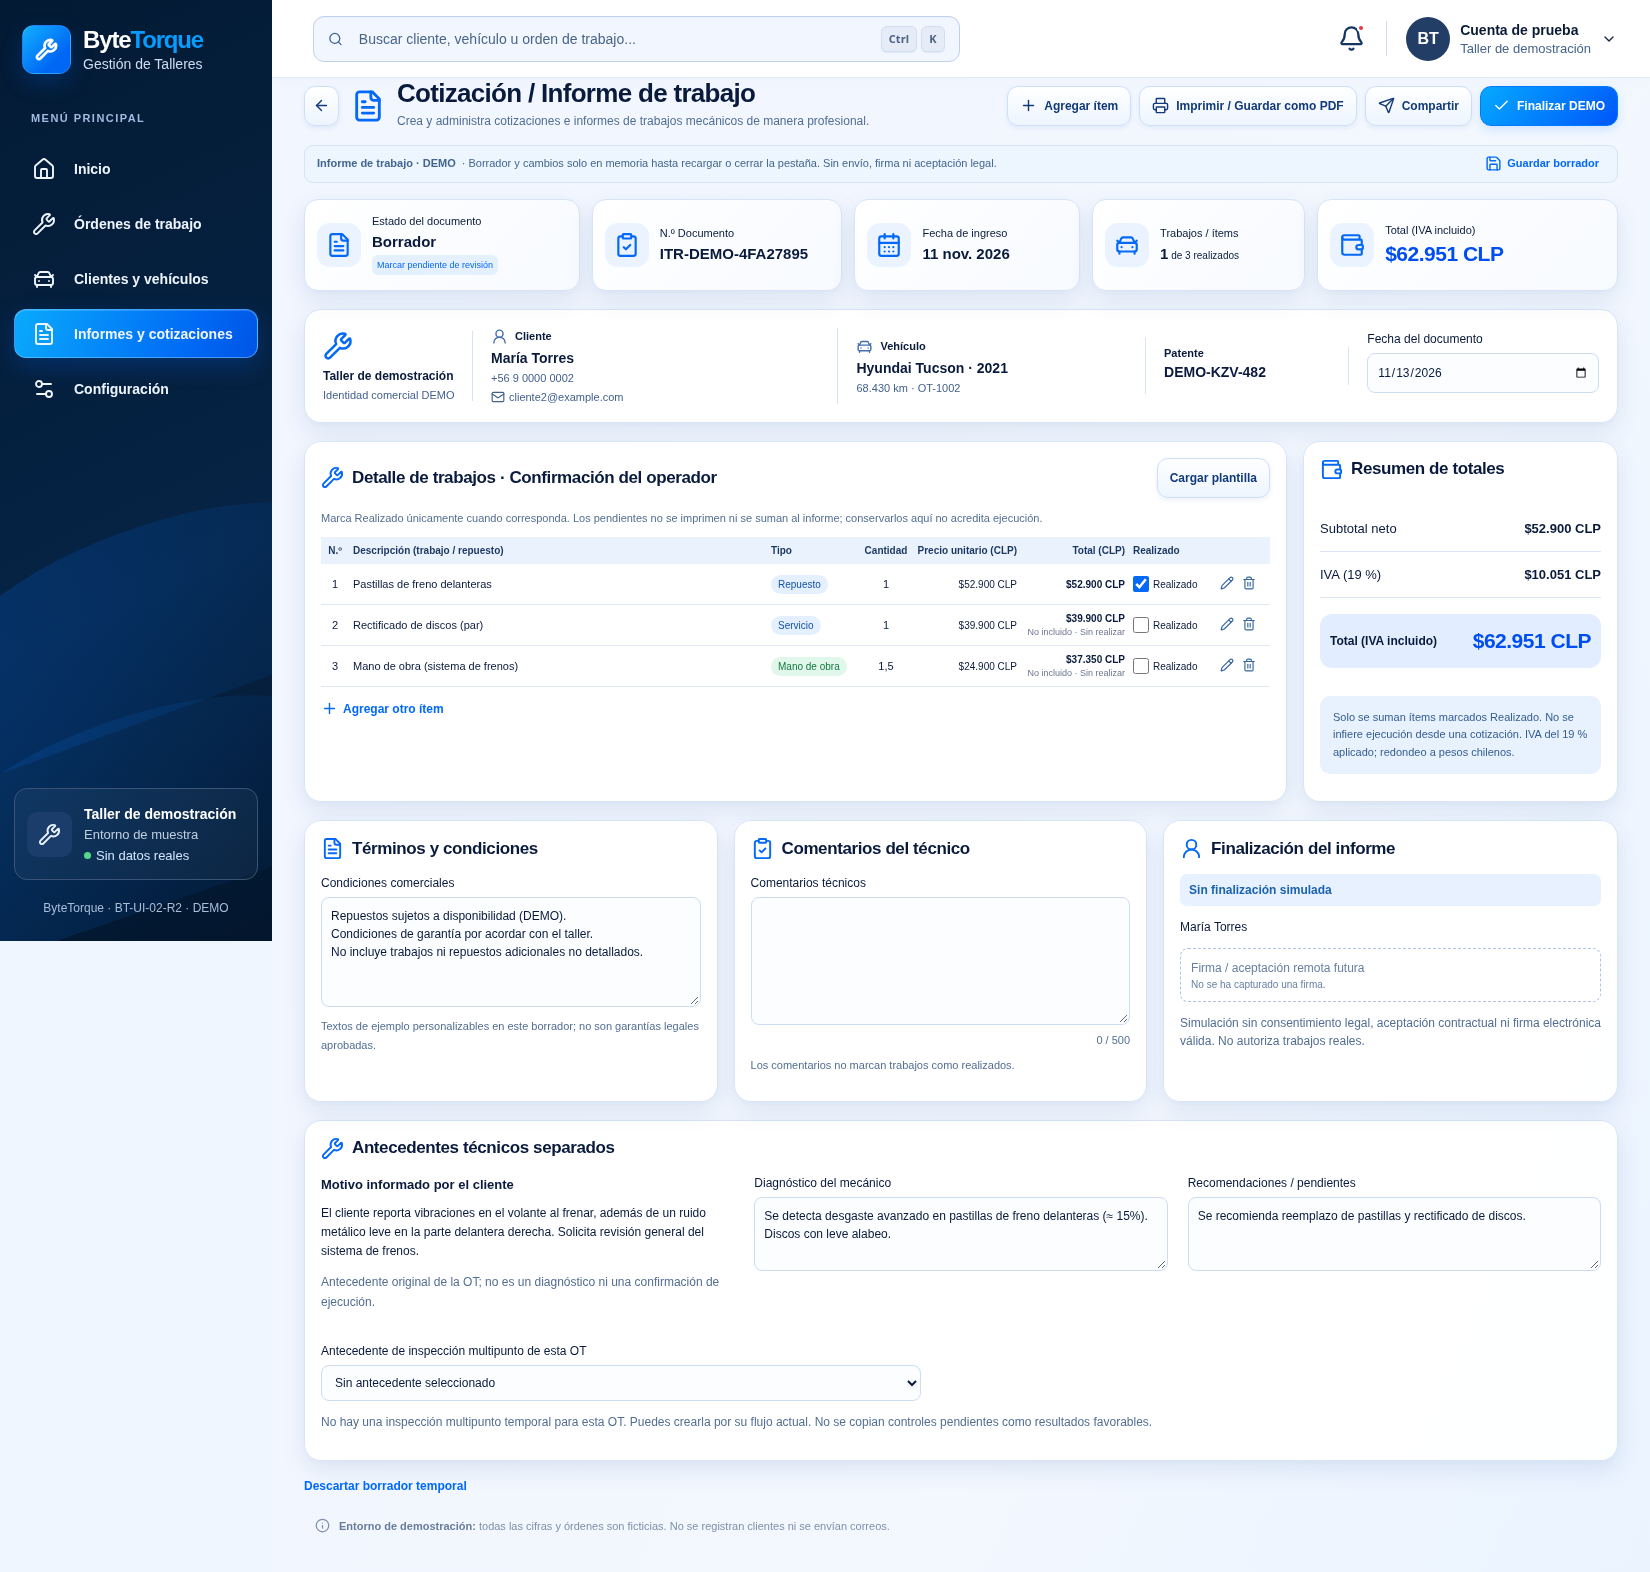 ByteTorque
Gestión de Talleres
MENÚ PRINCIPAL
Inicio
Órdenes de trabajo
Clientes y vehículos
Informes y cotizaciones
Configuración
Taller de demostración
Entorno de muestra
Sin datos reales
ByteTorque · BT-UI-02-R2 · DEMO
Buscar cliente, vehículo u orden de trabajo...
Ctrl K
BT
Cuenta de prueba
Taller de demostración
Cotización / Informe de trabajo
Crea y administra cotizaciones e informes de trabajos mecánicos de manera profesional.
Agregar ítem
Imprimir / Guardar como PDF
Compartir
Finalizar DEMO
Informe de trabajo · DEMO · Borrador y cambios solo en memoria hasta recargar o cerrar la pestaña. Sin envío, firma ni aceptación legal.
Guardar borrador
Estado del documento
Borrador
Marcar pendiente de revisión
N.º Documento
ITR-DEMO-4FA27895
Fecha de ingreso
11 nov. 2026
Trabajos / ítems
1 de 3 realizados
Total (IVA incluido)
$62.951 CLP
Taller de demostración
Identidad comercial DEMO
Cliente
María Torres
+56 9 0000 0002
cliente2@example.com
Vehículo
Hyundai Tucson · 2021
68.430 km · OT-1002
Patente
DEMO-KZV-482
Fecha del documento
11/13/2026
Detalle de trabajos · Confirmación del operador
Cargar plantilla
Marca Realizado únicamente cuando corresponda. Los pendientes no se imprimen ni se suman al informe; conservarlos aquí no acredita ejecución.
N.º Descripción (trabajo / repuesto) Tipo Cantidad Precio unitario (CLP) Total (CLP) Realizado
1 Pastillas de freno delanteras Repuesto 1 $52.900 CLP $52.900 CLP Realizado
2 Rectificado de discos (par) Servicio 1 $39.900 CLP $39.900 CLP Realizado
No incluido · Sin realizar
3 Mano de obra (sistema de frenos) Mano de obra 1,5 $24.900 CLP $37.350 CLP Realizado
No incluido · Sin realizar
Agregar otro ítem
Resumen de totales
Subtotal neto $52.900 CLP
IVA (19 %) $10.051 CLP
Total (IVA incluido) $62.951 CLP
Solo se suman ítems marcados Realizado. No se
infiere ejecución desde una cotización. IVA del 19 %
aplicado; redondeo a pesos chilenos.
Términos y condiciones
Condiciones comerciales
Repuestos sujetos a disponibilidad (DEMO).
Condiciones de garantía por acordar con el taller.
No incluye trabajos ni repuestos adicionales no detallados.
Textos de ejemplo personalizables en este borrador; no son garantías legales
aprobadas.
Comentarios del técnico
Comentarios técnicos
0 / 500
Los comentarios no marcan trabajos como realizados.
Finalización del informe
Sin finalización simulada
María Torres
Firma / aceptación remota futura
No se ha capturado una firma.
Simulación sin consentimiento legal, aceptación contractual ni firma electrónica
válida. No autoriza trabajos reales.
Antecedentes técnicos separados
Motivo informado por el cliente
El cliente reporta vibraciones en el volante al frenar, además de un ruido
metálico leve en la parte delantera derecha. Solicita revisión general del
sistema de frenos.
Antecedente original de la OT; no es un diagnóstico ni una confirmación de
ejecución.
Diagnóstico del mecánico
Se detecta desgaste avanzado en pastillas de freno delanteras (≈ 15%).
Discos con leve alabeo.
Recomendaciones / pendientes
Se recomienda reemplazo de pastillas y rectificado de discos.
Antecedente de inspección multipunto de esta OT
Sin antecedente seleccionado
No hay una inspección multipunto temporal para esta OT. Puedes crearla por su flujo actual. No se copian controles pendientes como resultados favorables.
Descartar borrador temporal
Entorno de demostración: todas las cifras y órdenes son ficticias. No se registran clientes ni se envían correos.